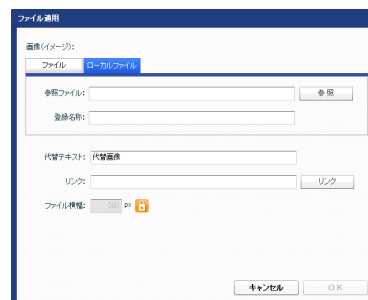 ファイル適用
画像(イメージ):
ファイル ローカルファイル
参照ファイル: 参照
登録名称:
代替テキスト: 代替画像
リンク: リンク
ファイル横幅: 200 px
キャンセル OK